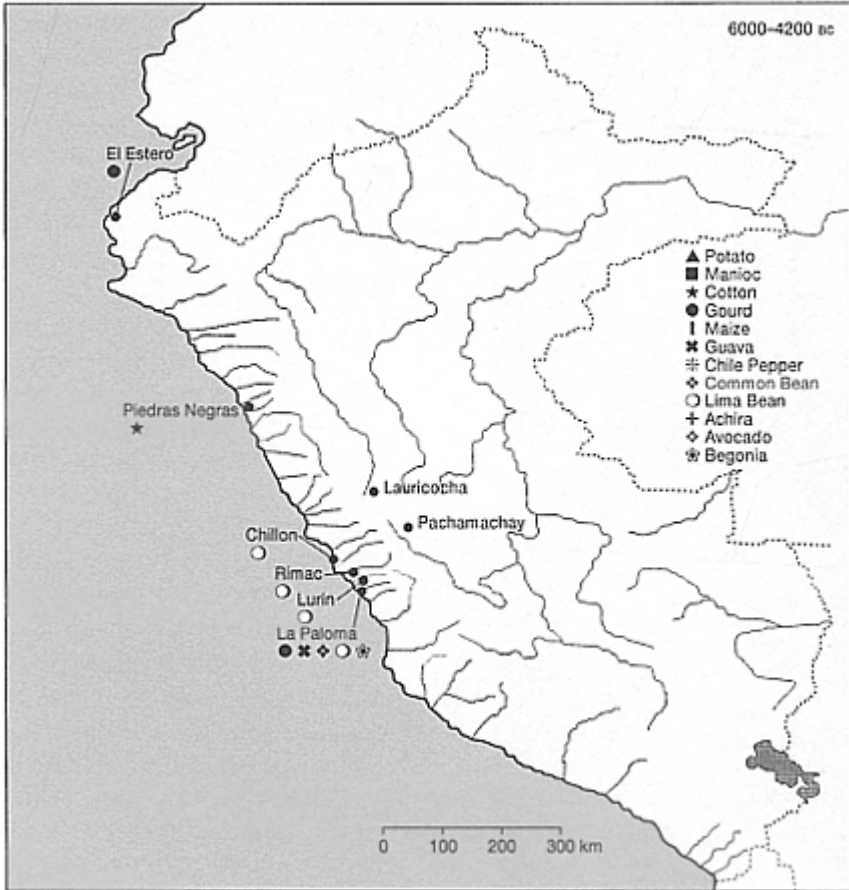 6000–4200 BC
El Estero
Potato
Manioc
Cotton
Gourd
Maize
Guava
Chile Pepper
Common Bean
Lima Bean
Achira
Avocado
Begonia
Piedras Negras
Lauricocha
Pachamachay
Chillon
Rimac
Lurin
La Paloma
0 100 200 300 km